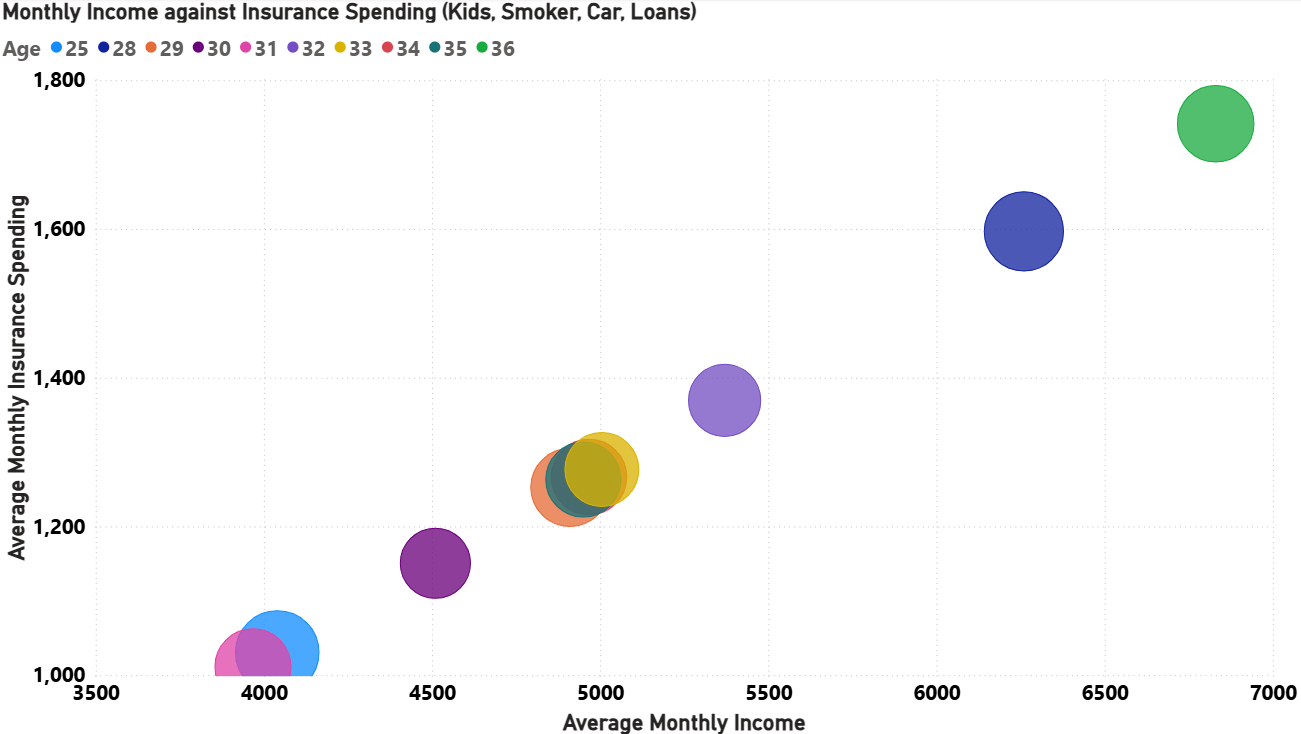 Monthly Income against Insurance Spending (Kids, Smoker, Car, Loans)
Age 25 28 29 30 31 32 33 34 35 36
1,800
1,600
1,400
1,200
1,000
Average Monthly Insurance Spending
3500 4000 4500 5000 5500 6000 6500 7000
Average Monthly Income